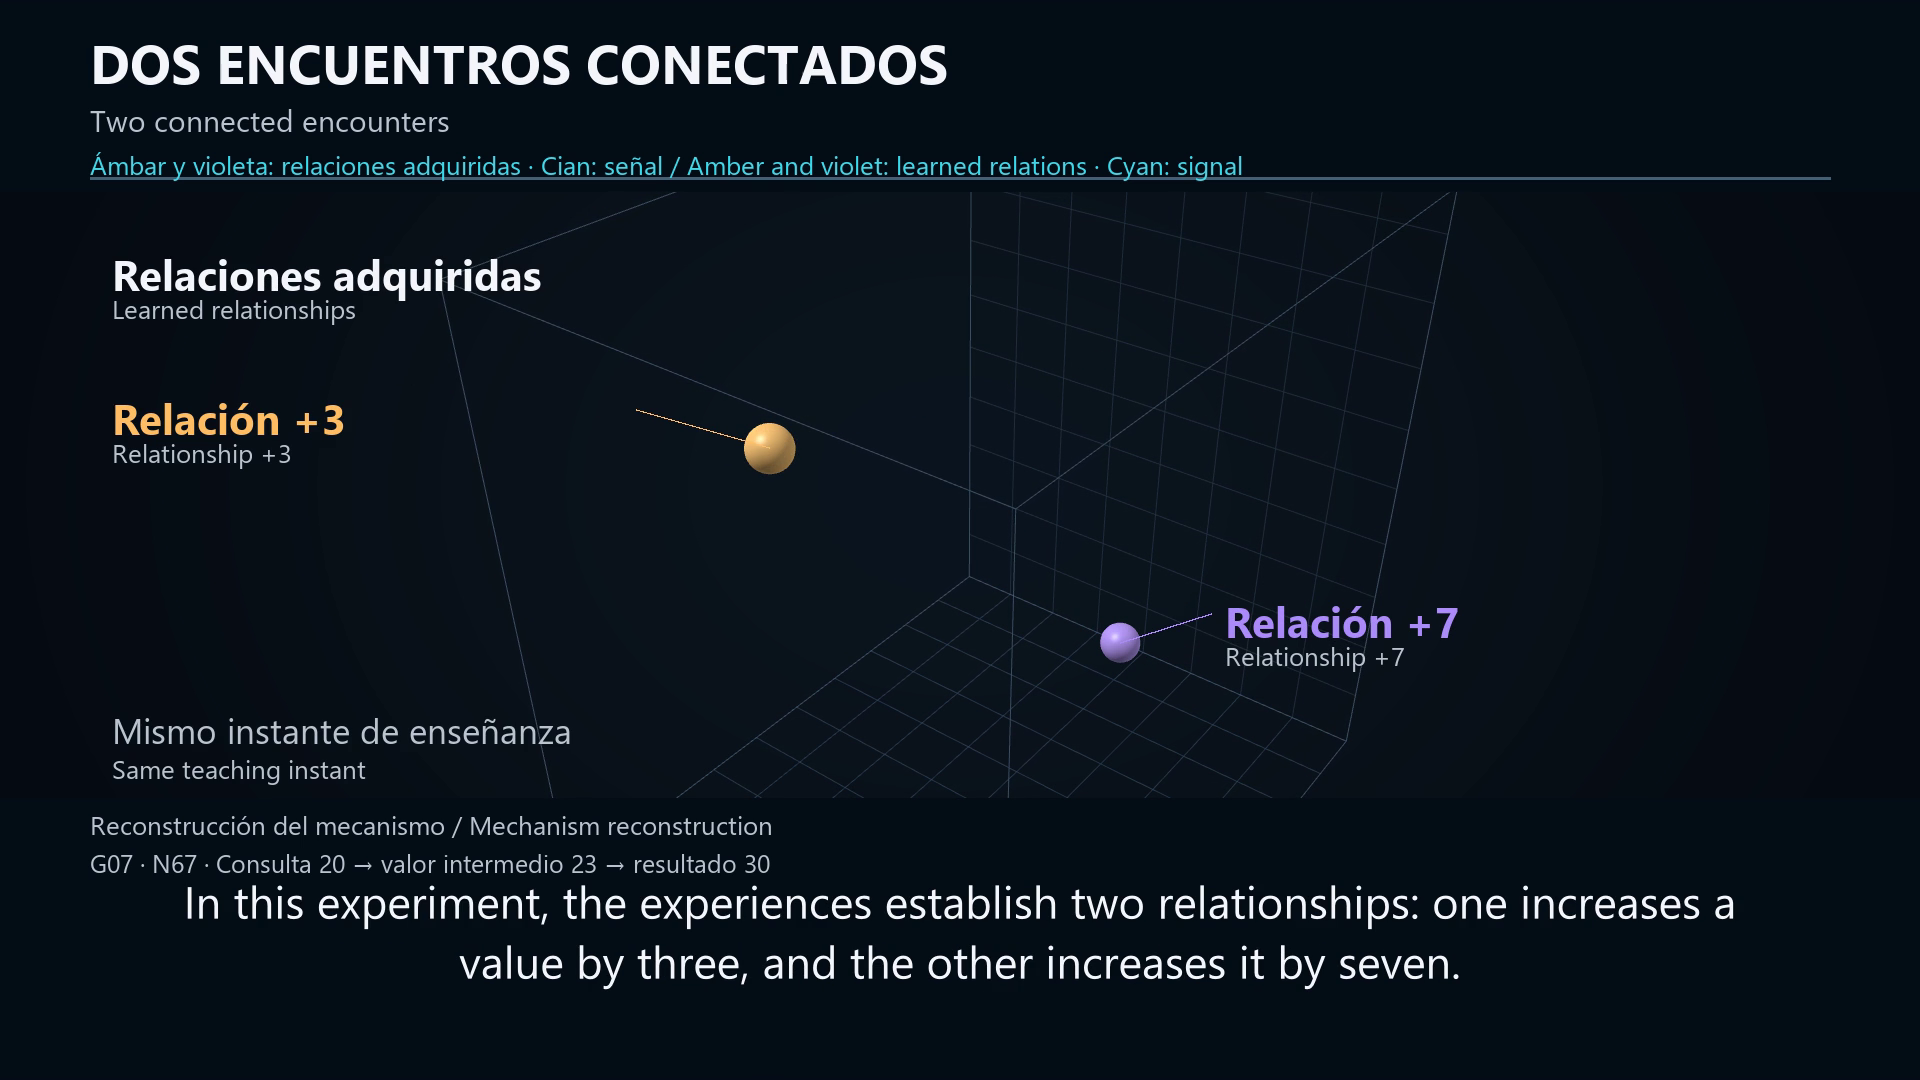 DOS ENCUENTROS CONECTADOS
Two connected encounters
Ámbar y violeta: relaciones adquiridas · Cian: señal / Amber and violet: learned relations · Cyan: signal
Relaciones adquiridas
Learned relationships
Relación +3
Relationship +3
Relación +7
Relationship +7
Mismo instante de enseñanza
Same teaching instant
Reconstrucción del mecanismo / Mechanism reconstruction
G07 · N67 · Consulta 20 → valor intermedio 23 → resultado 30
In this experiment, the experiences establish two relationships: one increases a
value by three, and the other increases it by seven.